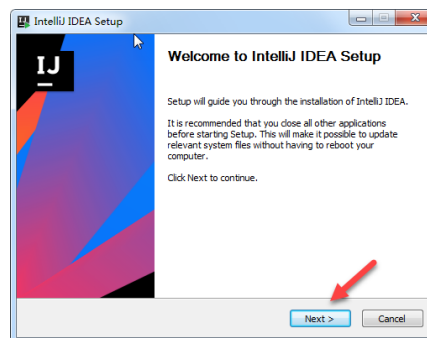 IntelliJ IDEA Setup
IJ
Welcome to IntelliJ IDEA Setup
Setup will guide you through the installation of IntelliJ IDEA.
It is recommended that you close all other applications
before starting Setup. This will make it possible to update
relevant system files without having to reboot your
computer.
Click Next to continue.
Next >
Cancel